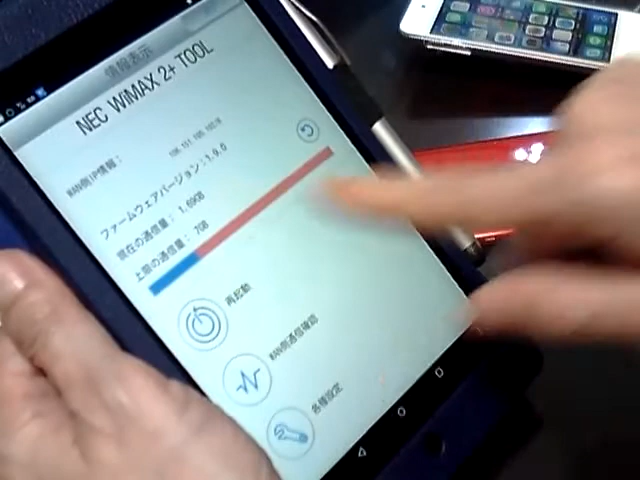 情報表示
NEC WiMAX 2+ TOOL
WAN側IP情報：
ファームウェアバージョン：1.9.0
現在の通信量： 1.69GB
上限の通信量： 7GB
再起動
WAN側通信確認
各種設定